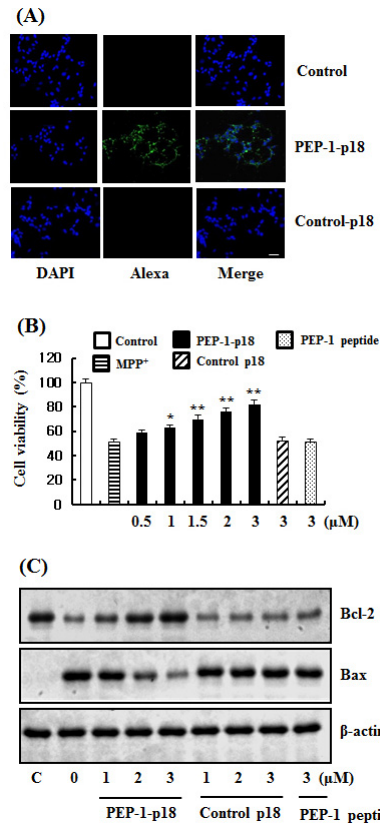 (A)
Control
PEP-1-p18
Control-p18
DAPI Alexa Merge
(B)
Control PEP-1-p18 PEP-1 peptide
MPP+ Control p18
Cell viability (%)
120
100
80
60
40
20
0
* ** ** **
0.5 1 1.5 2 3 3 3 (μM)
(C)
Bcl-2
Bax
β-actin
C 0 1 2 3 1 2 3 3 (μM)
PEP-1-p18 Control p18 PEP-1 pepti